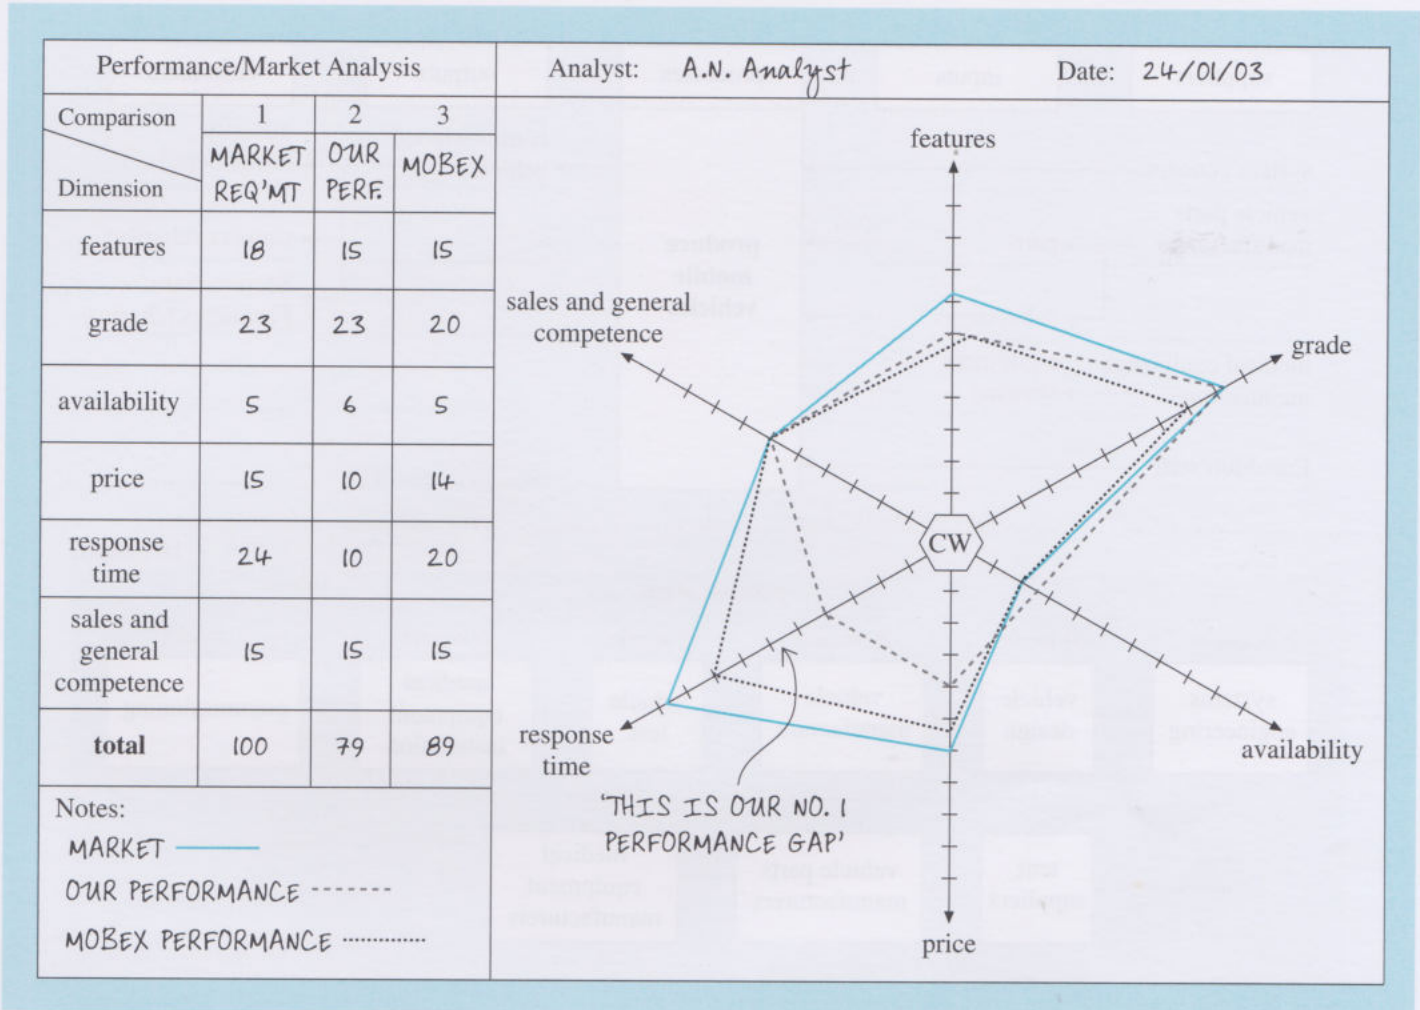 Performance/Market Analysis
Analyst: A.N. Analyst
Date: 24/01/03
Comparison
Dimension
1 2 3
MARKET REQ'MT
OUR PERF.
MOBEX
features 18 15 15
grade 23 23 20
availability 5 6 5
price 15 10 14
response time 24 10 20
sales and general competence 15 15 15
total 100 79 89
Notes:
MARKET
OUR PERFORMANCE
MOBEX PERFORMANCE
features
sales and general
competence
grade
CW
response
time
availability
'THIS IS OUR NO. 1
PERFORMANCE GAP'
price